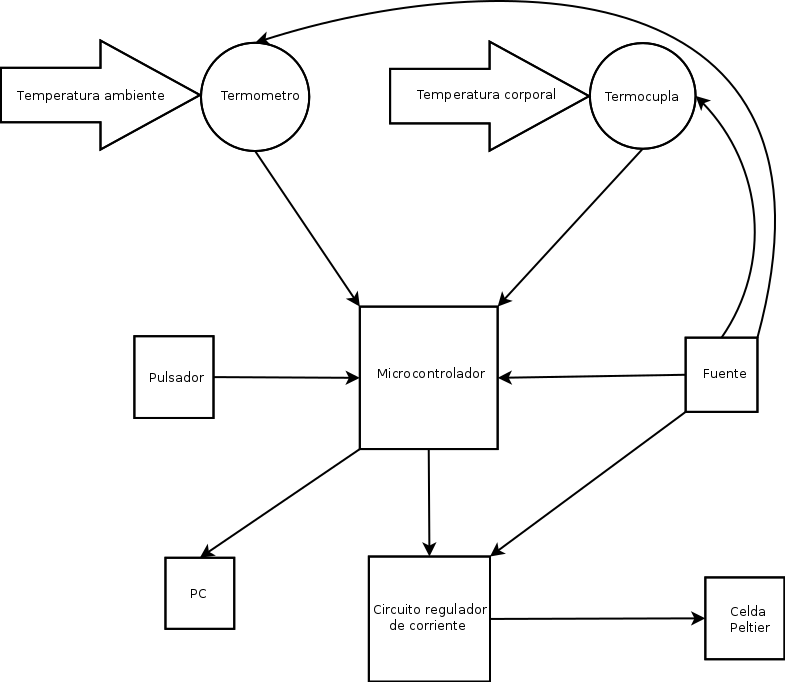 Temperatura ambiente
Termometro
Temperatura corporal
Termocupla
Pulsador
Microcontrolador
Fuente
PC
Circuito regulador
de corriente
Celda
Peltier